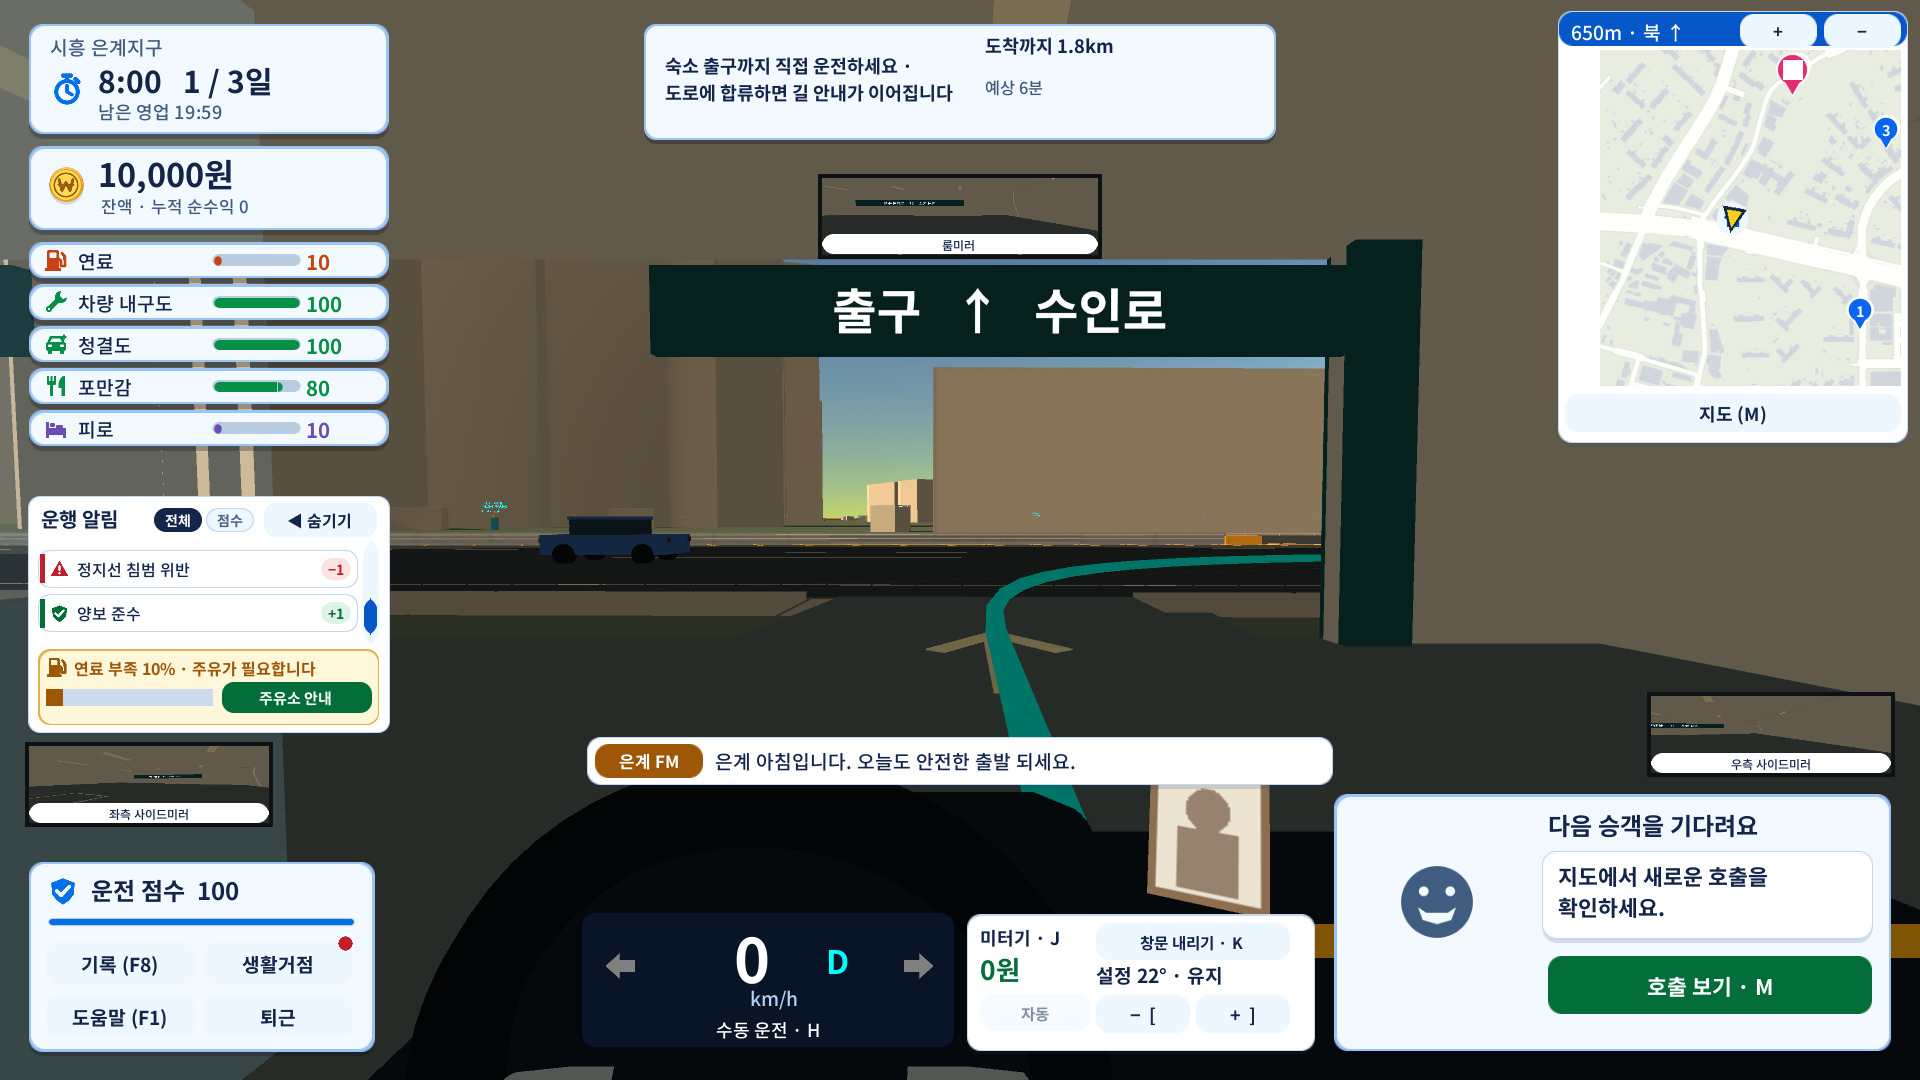 시흥 은계지구
8:00 1 / 3일
남은 영업 19:59
10,000원
잔액 · 누적 순수익 0
연료 10
차량 내구도 100
청결도 100
포만감 80
피로 10
운행 알림 전체 점수 ◀ 숨기기
정지선 침범 위반 −1
양보 준수 +1
연료 부족 10% · 주유가 필요합니다
주유소 안내
좌측 사이드미러
운전 점수 100
기록 (F8) 생활거점
도움말 (F1) 퇴근
숙소 출구까지 직접 운전하세요 ·
도로에 합류하면 길 안내가 이어집니다
도착까지 1.8km
예상 6분
룸미러
출구 ↑ 수인로
은계 FM 은계 아침입니다. 오늘도 안전한 출발 되세요.
0 D
km/h
수동 운전 · H
미터기 · J
0원
자동
창문 내리기 · K
설정 22° · 유지
− [ + ]
650m · 북 ↑ + −
3
1
지도 (M)
우측 사이드미러
다음 승객을 기다려요
지도에서 새로운 호출을
확인하세요.
호출 보기 · M